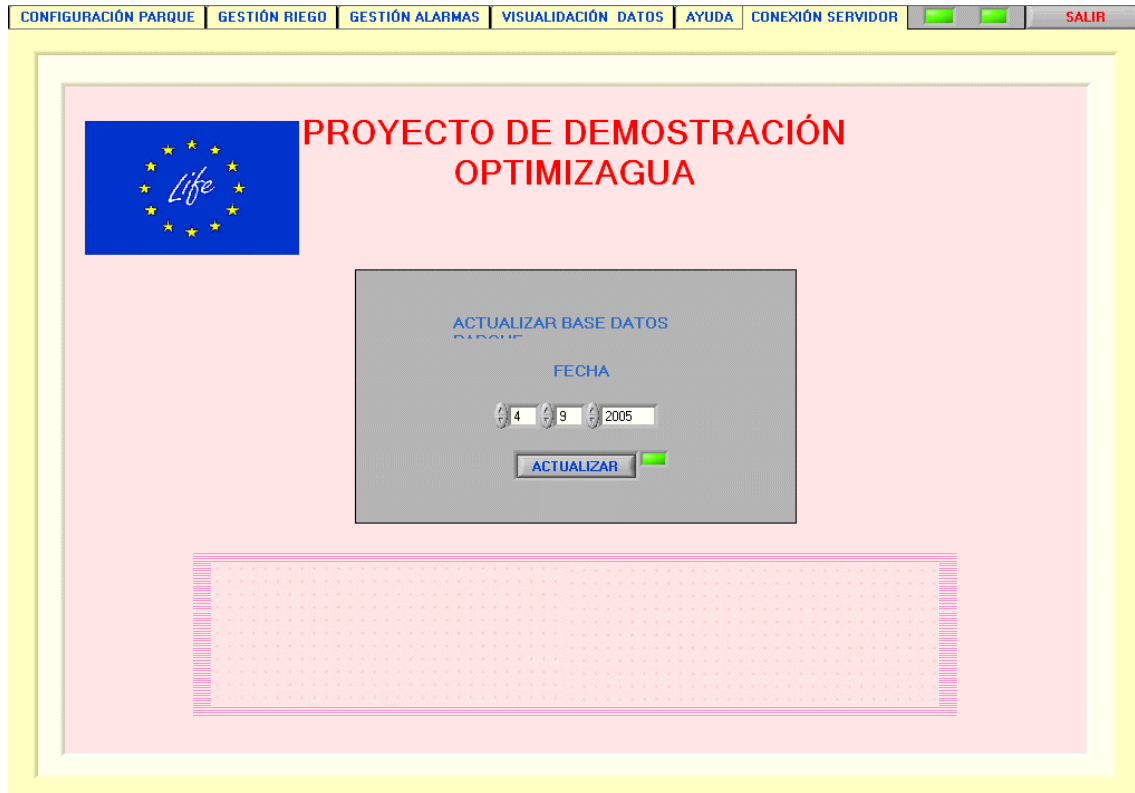 CONFIGURACIÓN PARQUE GESTIÓN RIEGO GESTIÓN ALARMAS VISUALIDACIÓN DATOS AYUDA CONEXIÓN SERVIDOR SALIR
PROYECTO DE DEMOSTRACIÓN
OPTIMIZAGUA
Life
ACTUALIZAR BASE DATOS
PARQUE
FECHA
4 9 2005
ACTUALIZAR